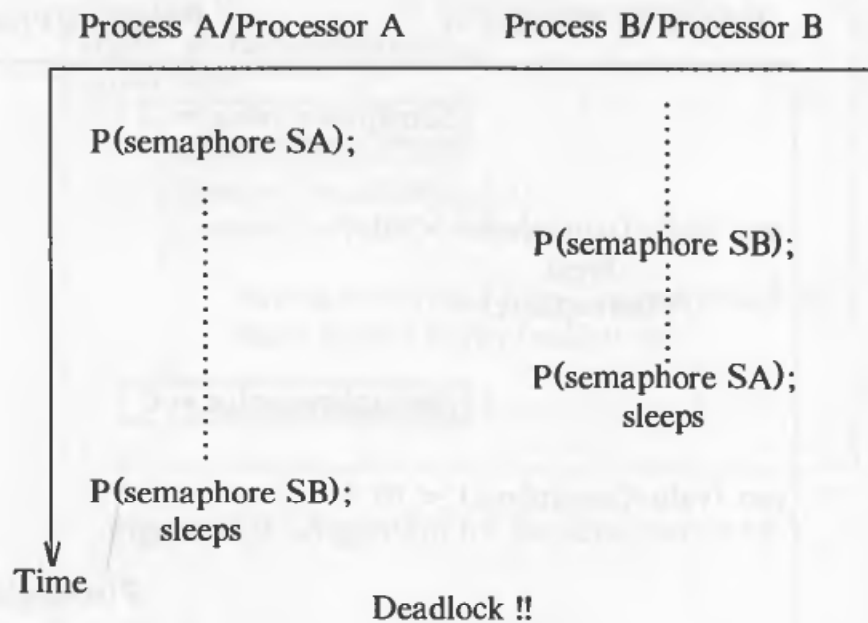 Process A/Processor A Process B/Processor B
P(semaphore SA);
P(semaphore SB);
P(semaphore SA);
sleeps
P(semaphore SB);
sleeps
Time
Deadlock !!